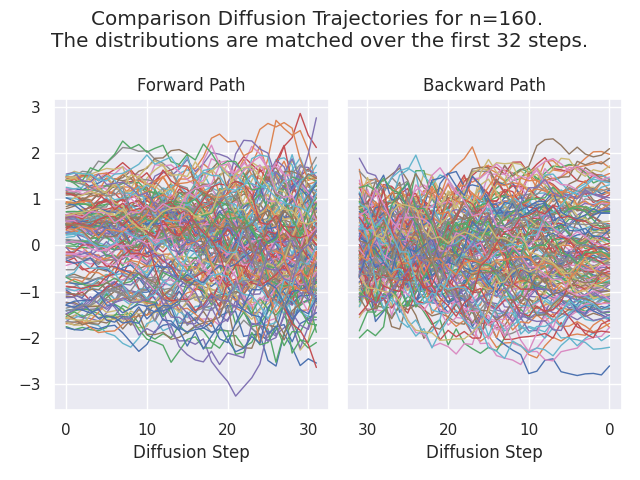 Comparison Diffusion Trajectories for n=160.
The distributions are matched over the first 32 steps.
Forward Path
Backward Path
3
2
1
0
−1
−2
−3
0 10 20 30
30 20 10 0
Diffusion Step
Diffusion Step